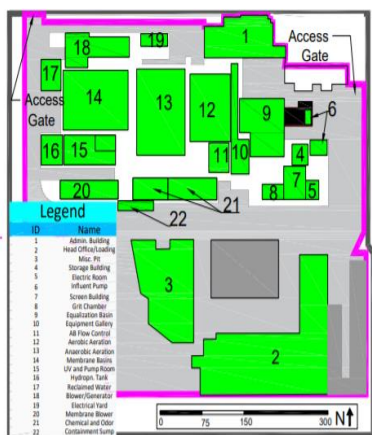 Access
Gate
19
1
18
17
14
13
12
9
6
Access
Gate
16
15
11
10
4
7
8
5
20
21
22
3
2
Legend
ID Name
1 Admin. Building
2 Head Office/Loading
3 Misc. Pit
4 Storage Building
5 Electric Room
6 Influent Pump
7 Screen Building
8 Grit Chamber
9 Equalization Basin
10 Equipment Gallery
11 AB Flow Control
12 Aerobic Aeration
13 Anaerobic Aeration
14 Membrane Basins
15 UV and Pump Room
16 Hydropn. Tank
17 Reclaimed Water
18 Blower/Generator
19 Electrical Yard
20 Membrane Blower
21 Chemical and Odor
22 Containment Sump
0 75 150 300 N